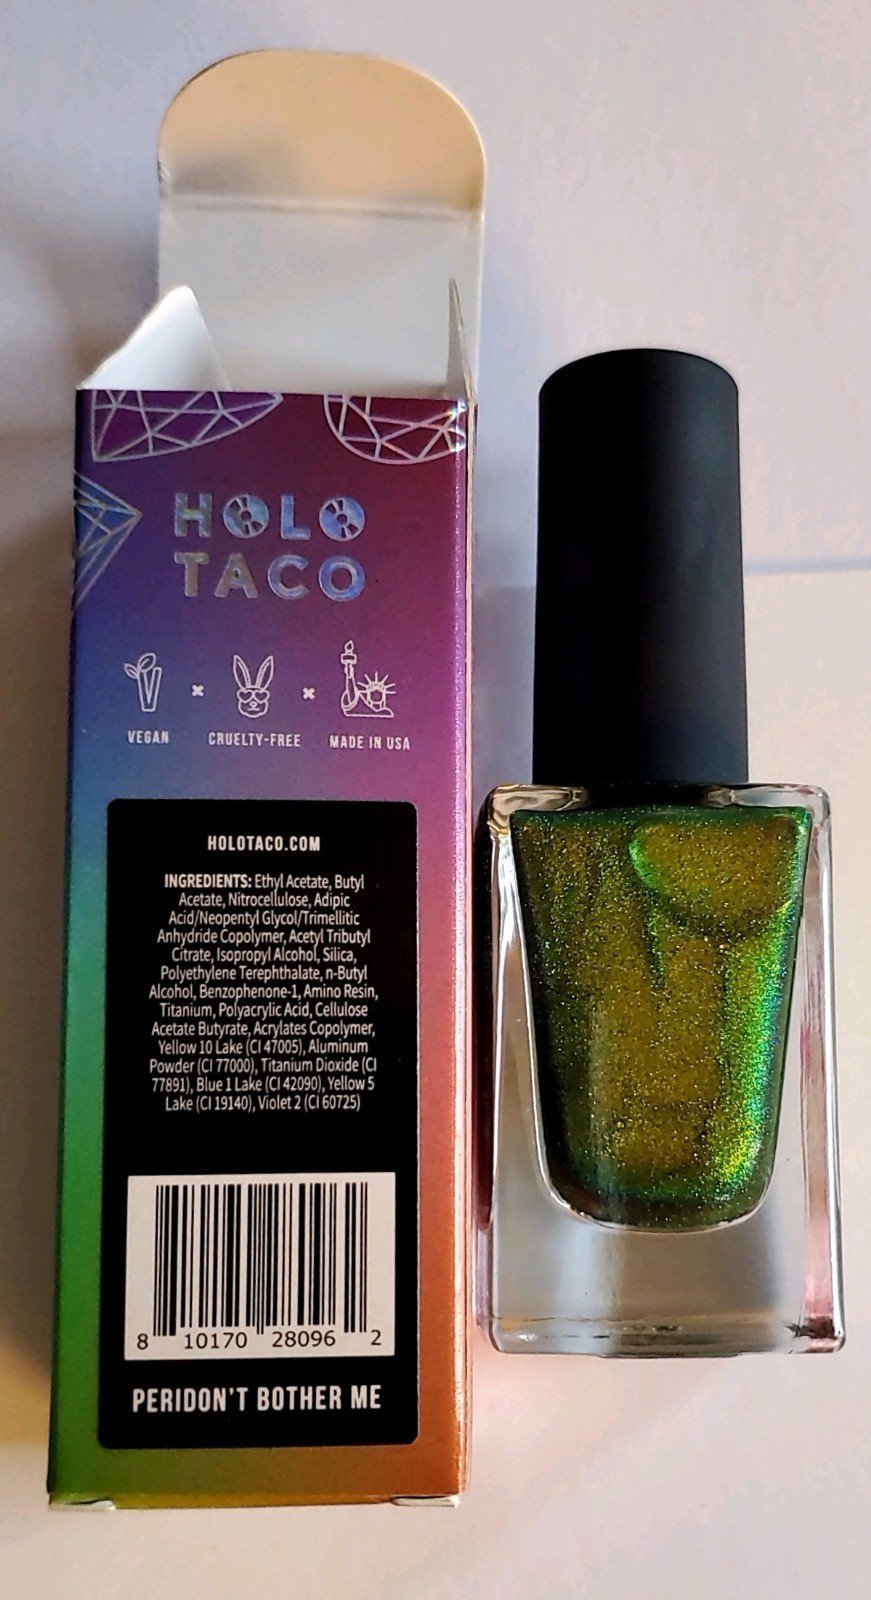 HOLO
TACO
VEGAN × CRUELTY-FREE × MADE IN USA
HOLOTACO.COM
INGREDIENTS: Ethyl Acetate, Butyl
Acetate, Nitrocellulose, Adipic
Acid/Neopentyl Glycol/Trimellitic
Anhydride Copolymer, Acetyl Tributyl
Citrate, Isopropyl Alcohol, Silica,
Polyethylene Terephthalate, n-Butyl
Alcohol, Benzophenone-1, Amino Resin,
Titanium, Polyacrylic Acid, Cellulose
Acetate Butyrate, Acrylates Copolymer,
Yellow 10 Lake (CI 47005), Aluminum
Powder (CI 77000), Titanium Dioxide (CI
77891), Blue 1 Lake (CI 42090), Yellow 5
Lake (CI 19140), Violet 2 (CI 60725)
8 10170 28096 2
PERIDON'T BOTHER ME